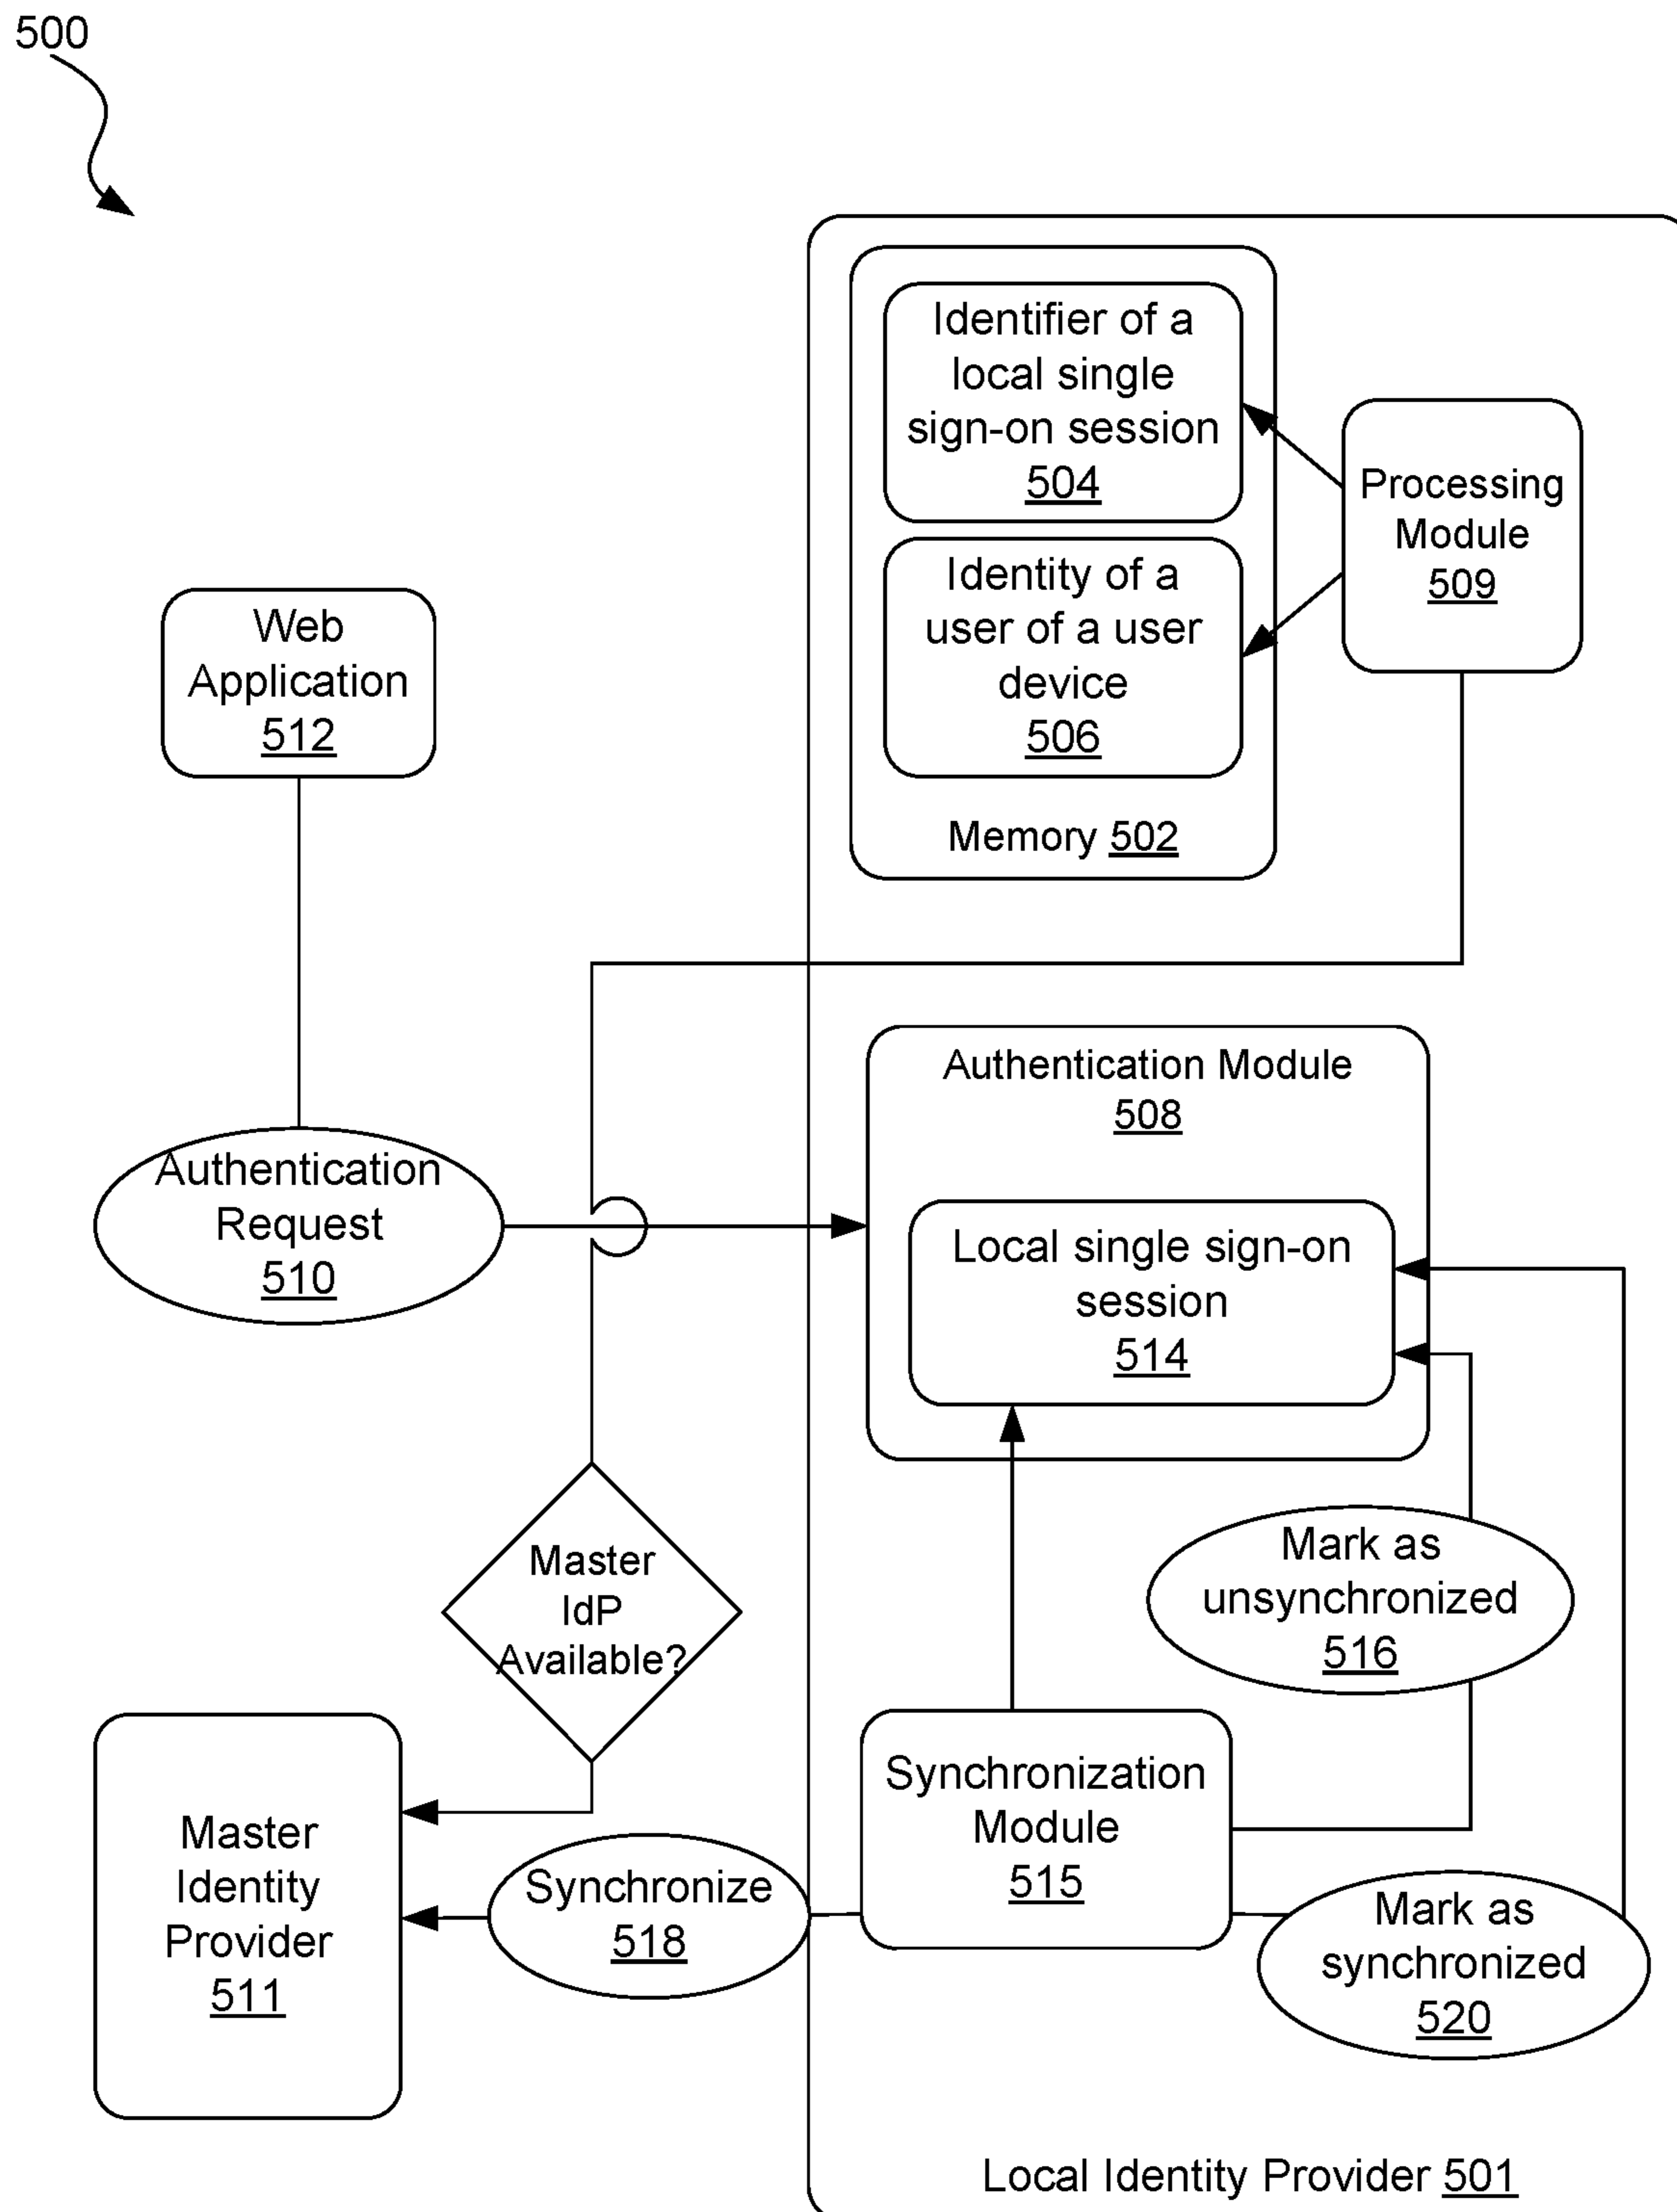 500
Identifier of a
local single
sign-on session
504
Processing
Module
509
Identity of a
user of a user
device
506
Memory 502
Web
Application
512
Authentication Module
508
Authentication
Request
510
Local single sign-on
session
514
Master
IdP
Available?
Mark as
unsynchronized
516
Synchronization
Module
515
Master
Identity
Provider
511
Synchronize
518
Mark as
synchronized
520
Local Identity Provider 501